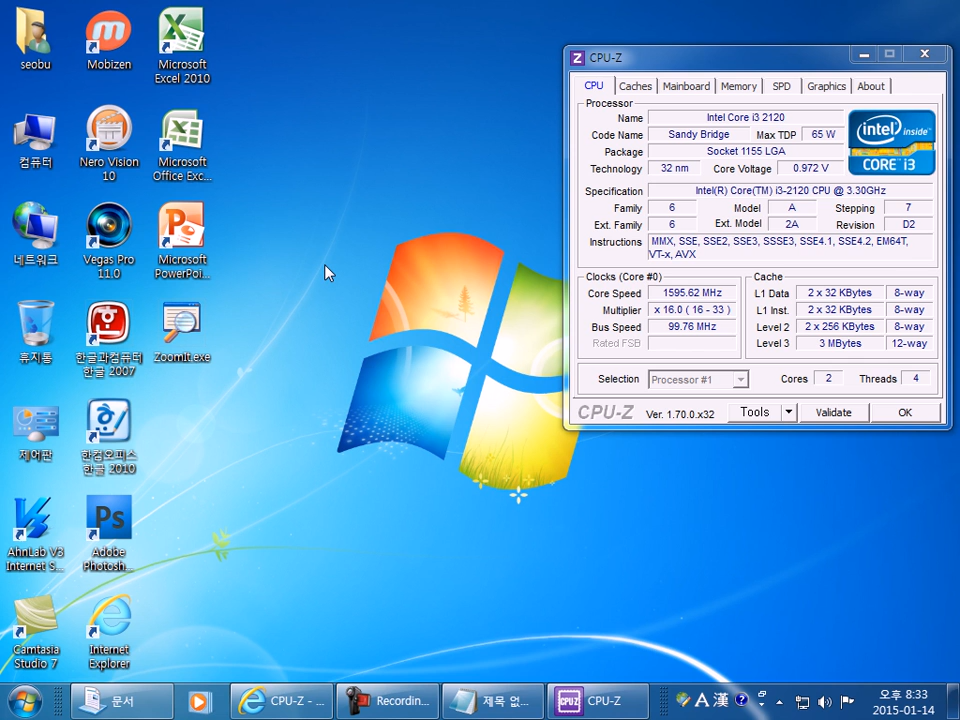 seobu
Mobizen
Microsoft
Excel 2010
컴퓨터
Nero Vision
10
Microsoft
Office Exc...
네트워크
Vegas Pro
11.0
Microsoft
PowerPoi...
휴지통
한글과컴퓨터
한글 2007
ZoomIt.exe
제어판
한컴오피스
한글 2010
AhnLab V3
Internet S...
Ps
Adobe
Photosh...
Camtasia
Studio 7
Internet
Explorer
CPU-Z
CPU Caches Mainboard Memory SPD Graphics About
Processor
Name Intel Core i3 2120
Code Name Sandy Bridge Max TDP 65 W
Package Socket 1155 LGA
Technology 32 nm Core Voltage 0.972 V
intel inside™
CORE™ i3
Specification Intel(R) Core(TM) i3-2120 CPU @ 3.30GHz
Family 6 Model A Stepping 7
Ext. Family 6 Ext. Model 2A Revision D2
Instructions MMX, SSE, SSE2, SSE3, SSSE3, SSE4.1, SSE4.2, EM64T,
VT-x, AVX
Clocks (Core #0) Cache
Core Speed 1595.62 MHz L1 Data 2 x 32 KBytes 8-way
Multiplier x 16.0 ( 16 - 33 ) L1 Inst. 2 x 32 KBytes 8-way
Bus Speed 99.76 MHz Level 2 2 x 256 KBytes 8-way
Rated FSB Level 3 3 MBytes 12-way
Selection Processor #1 Cores 2 Threads 4
CPU-Z Ver. 1.70.0.x32 Tools Validate OK
문서 CPU-Z - ... Recordin... 제목 없... CPU-Z A 漢 오후 8:33
2015-01-14